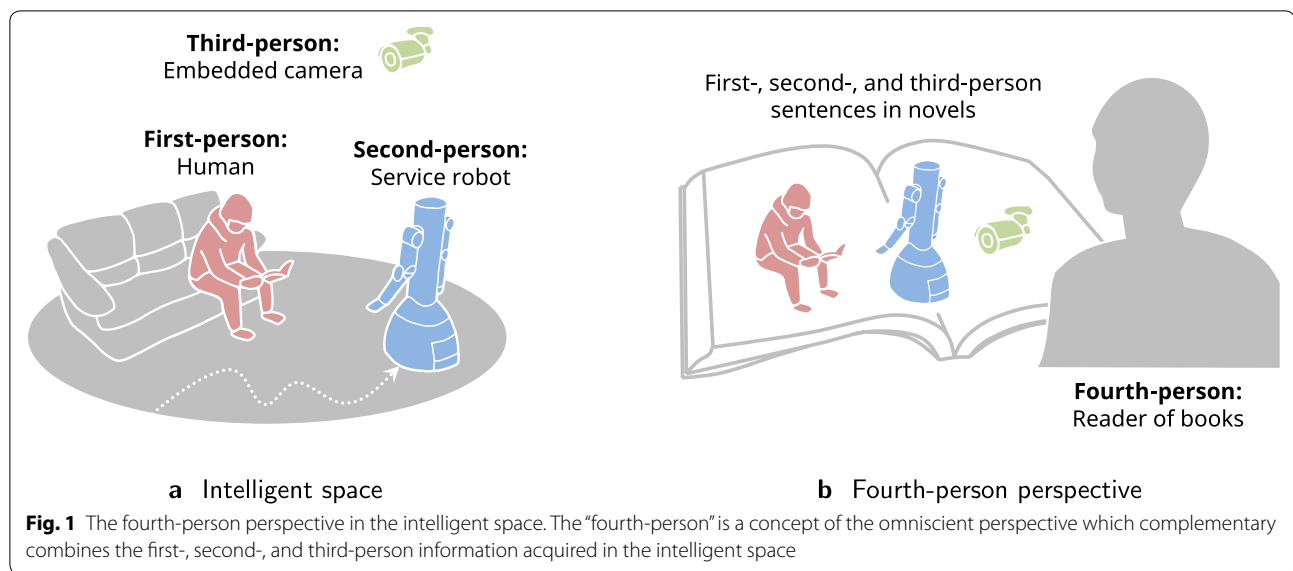 Third-person:
Embedded camera
First-person:
Human
Second-person:
Service robot
First-, second-, and third-person
sentences in novels
Fourth-person:
Reader of books
a Intelligent space
b Fourth-person perspective
Fig. 1 The fourth-person perspective in the intelligent space. The “fourth-person” is a concept of the omniscient perspective which complementary
combines the first-, second-, and third-person information acquired in the intelligent space